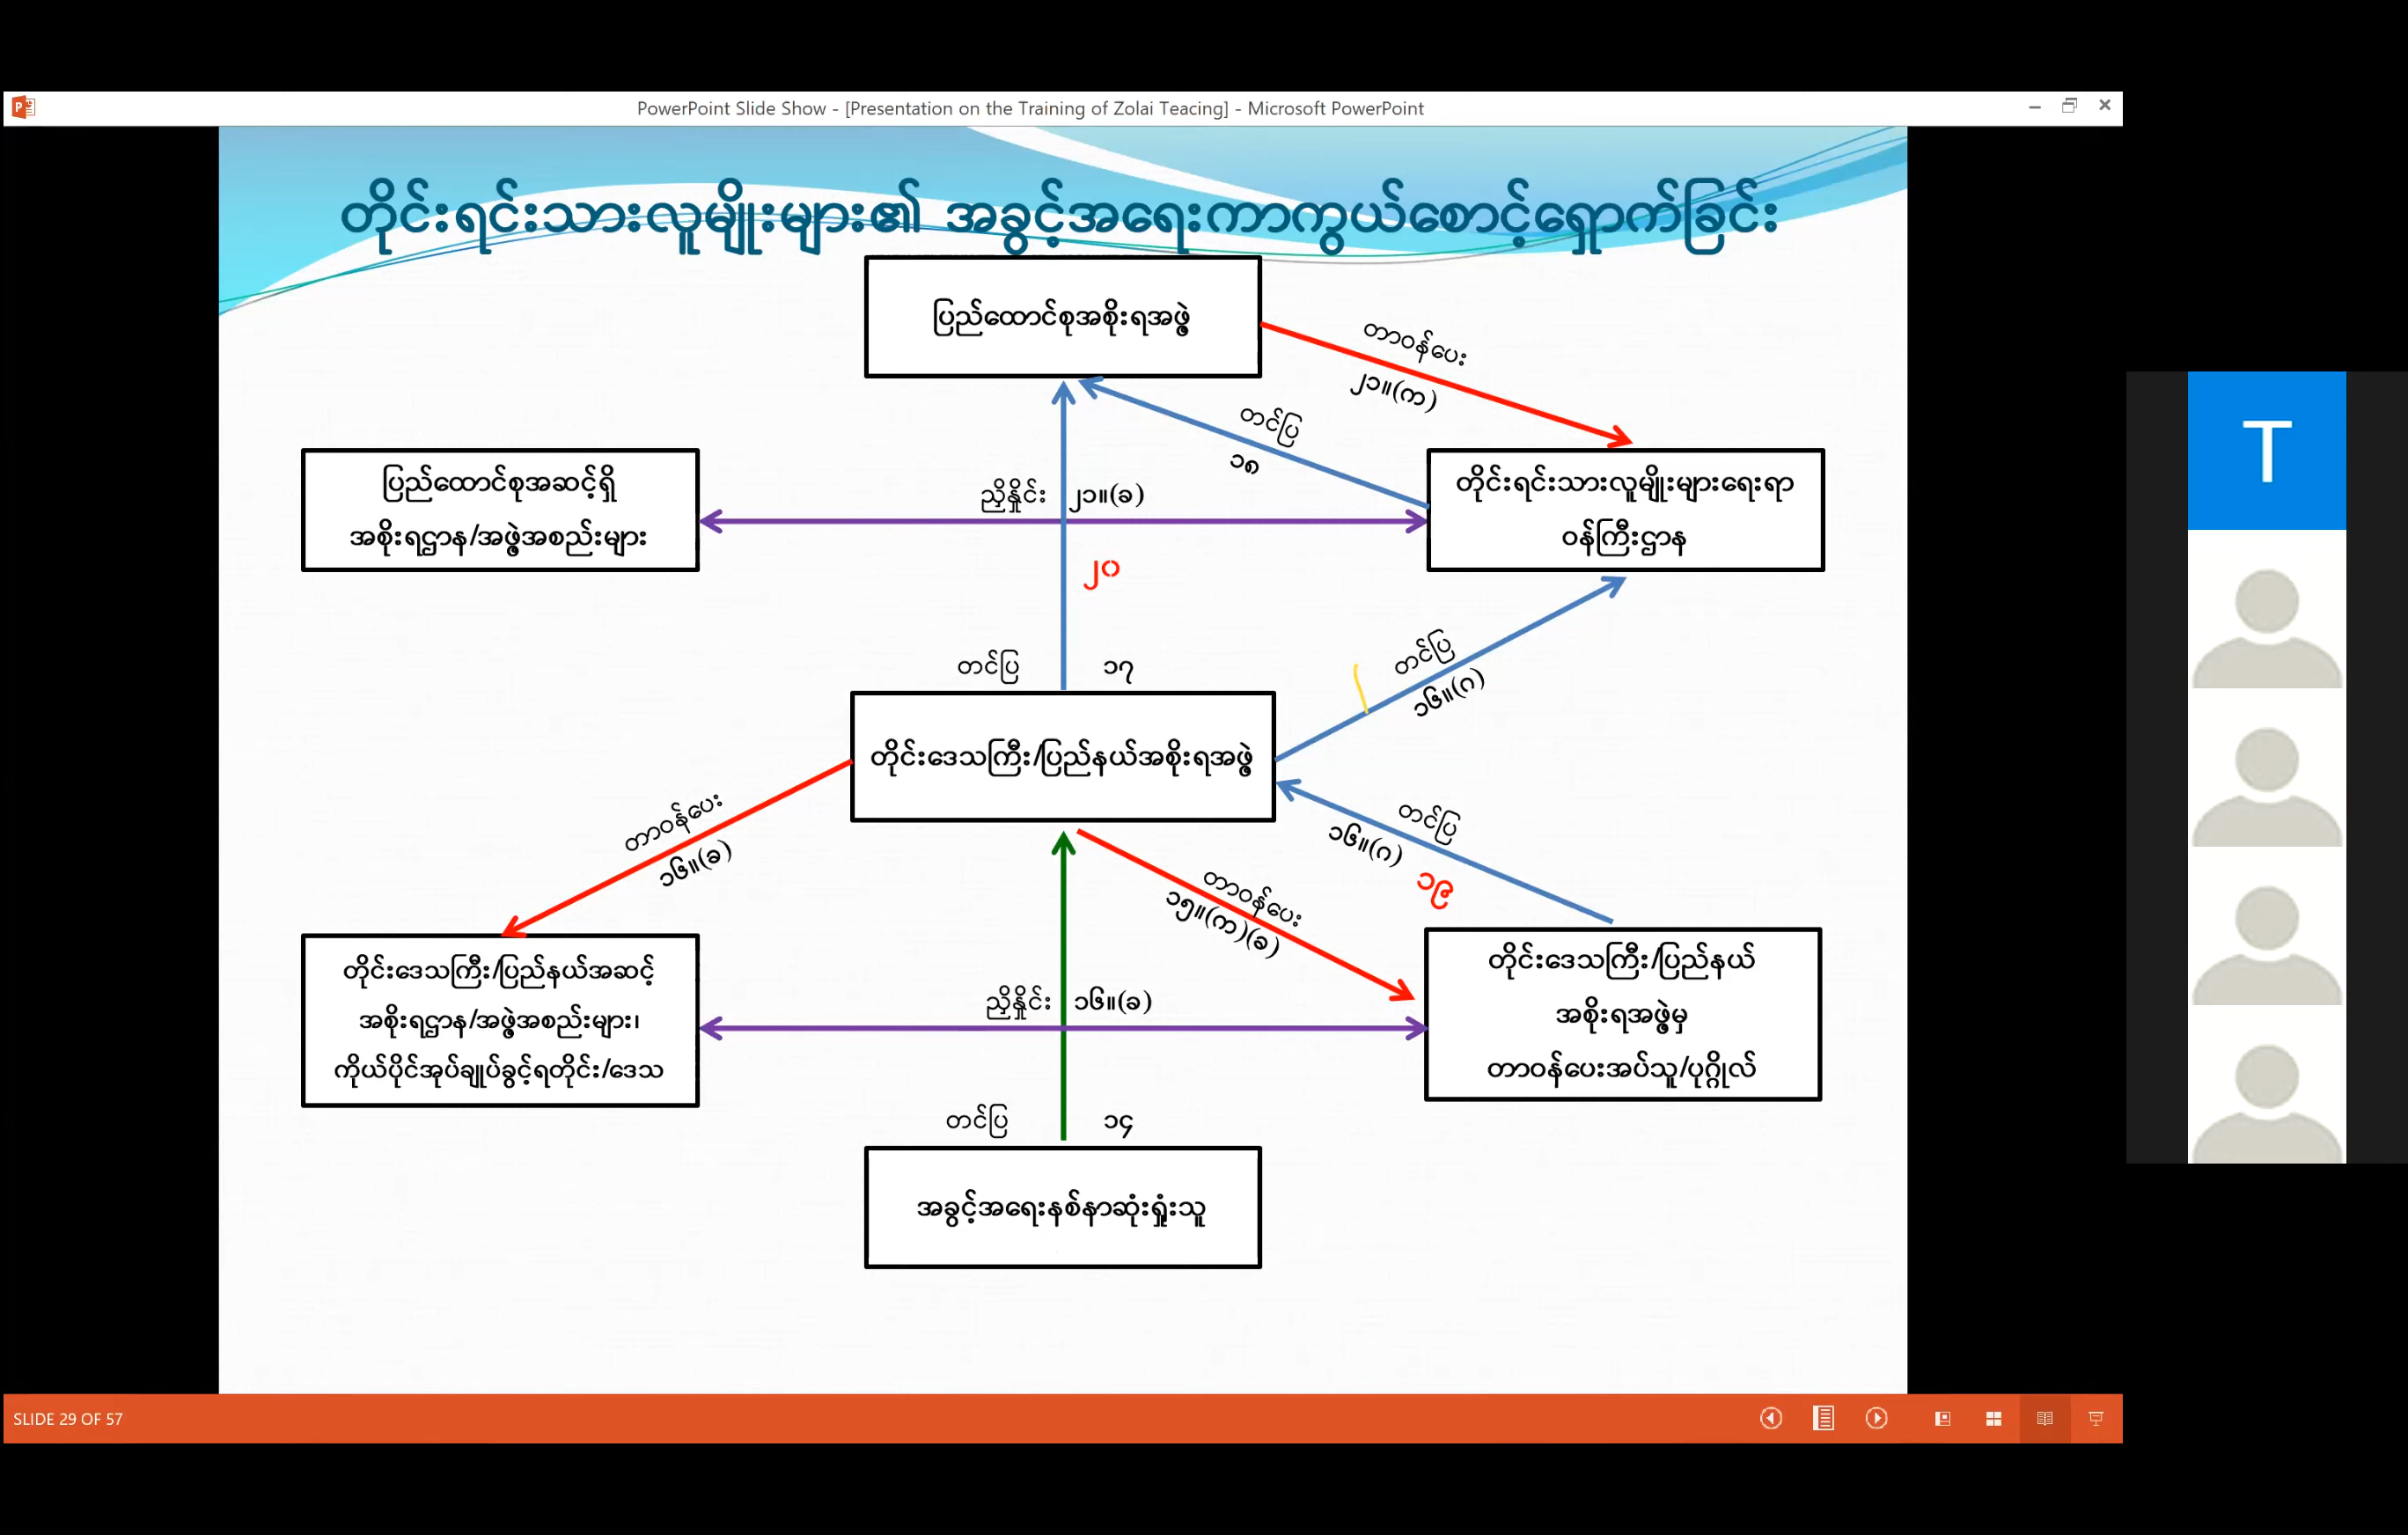 PowerPoint Slide Show - [Presentation on the Training of Zolai Teacing] - Microsoft PowerPoint
တိုင်းရင်းသားလူမျိုးများ၏ အခွင့်အရေးကာကွယ်စောင့်ရှောက်ခြင်း
ပြည်ထောင်စုအစိုးရအဖွဲ့
တာဝန်ပေး
၂၁။(က)
တင်ပြ
၁၈
ပြည်ထောင်စုအဆင့်ရှိ
အစိုးရဌာန/အဖွဲ့အစည်းများ
ညှိနှိုင်း ၂၁။(ခ)
တိုင်းရင်းသားလူမျိုးများရေးရာ
ဝန်ကြီးဌာန
၂၀
တင်ပြ ၁၇
တင်ပြ
၁၆။(ဂ)
တိုင်းဒေသကြီး/ပြည်နယ်အစိုးရအဖွဲ့
တာဝန်ပေး
၁၆။(ခ)
တင်ပြ
၁၆။(ဂ)
၁၉
တာဝန်ပေး
၁၅။(က)(ခ)
တိုင်းဒေသကြီး/ပြည်နယ်အဆင့်
အစိုးရဌာန/အဖွဲ့အစည်းများ၊
ကိုယ်ပိုင်အုပ်ချုပ်ခွင့်ရတိုင်း/ဒေသ
ညှိနှိုင်း ၁၆။(ခ)
တိုင်းဒေသကြီး/ပြည်နယ်
အစိုးရအဖွဲ့မှ
တာဝန်ပေးအပ်သူ/ပုဂ္ဂိုလ်
တင်ပြ ၁၄
အခွင့်အရေးနစ်နာဆုံးရှုံးသူ
T
SLIDE 29 OF 57